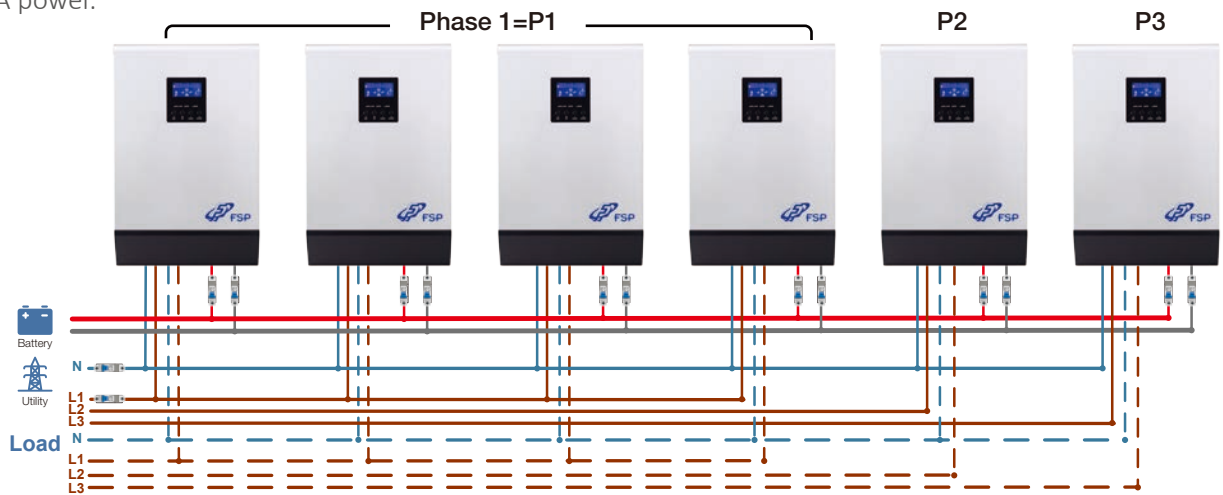 A power.
Phase 1=P1
P2
P3
FSP
FSP
FSP
FSP
FSP
FSP
Battery
N
Utility
L1
L2
L3
Load
N
L1
L2
L3